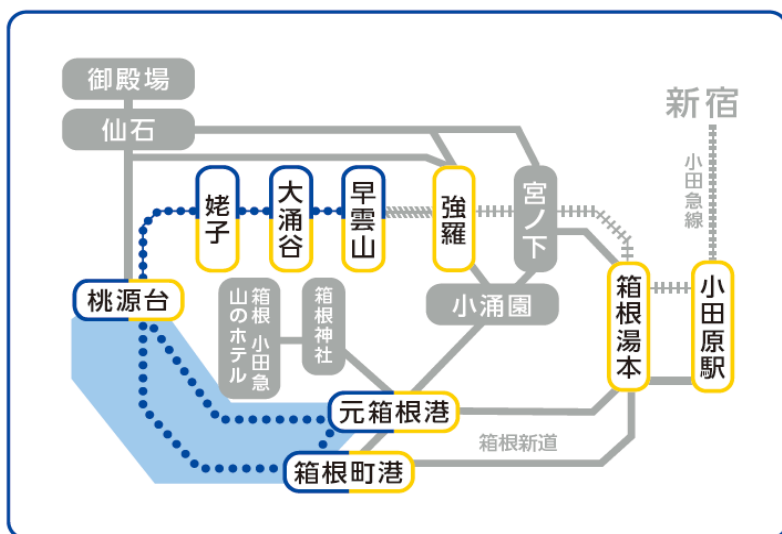 御殿場
仙石
新宿
小田急線
姥子
大涌谷
早雲山
強羅
宮ノ下
桃源台
箱根 小田急
山のホテル
箱根神社
小涌園
箱根湯本
小田原駅
元箱根港
箱根新道
箱根町港